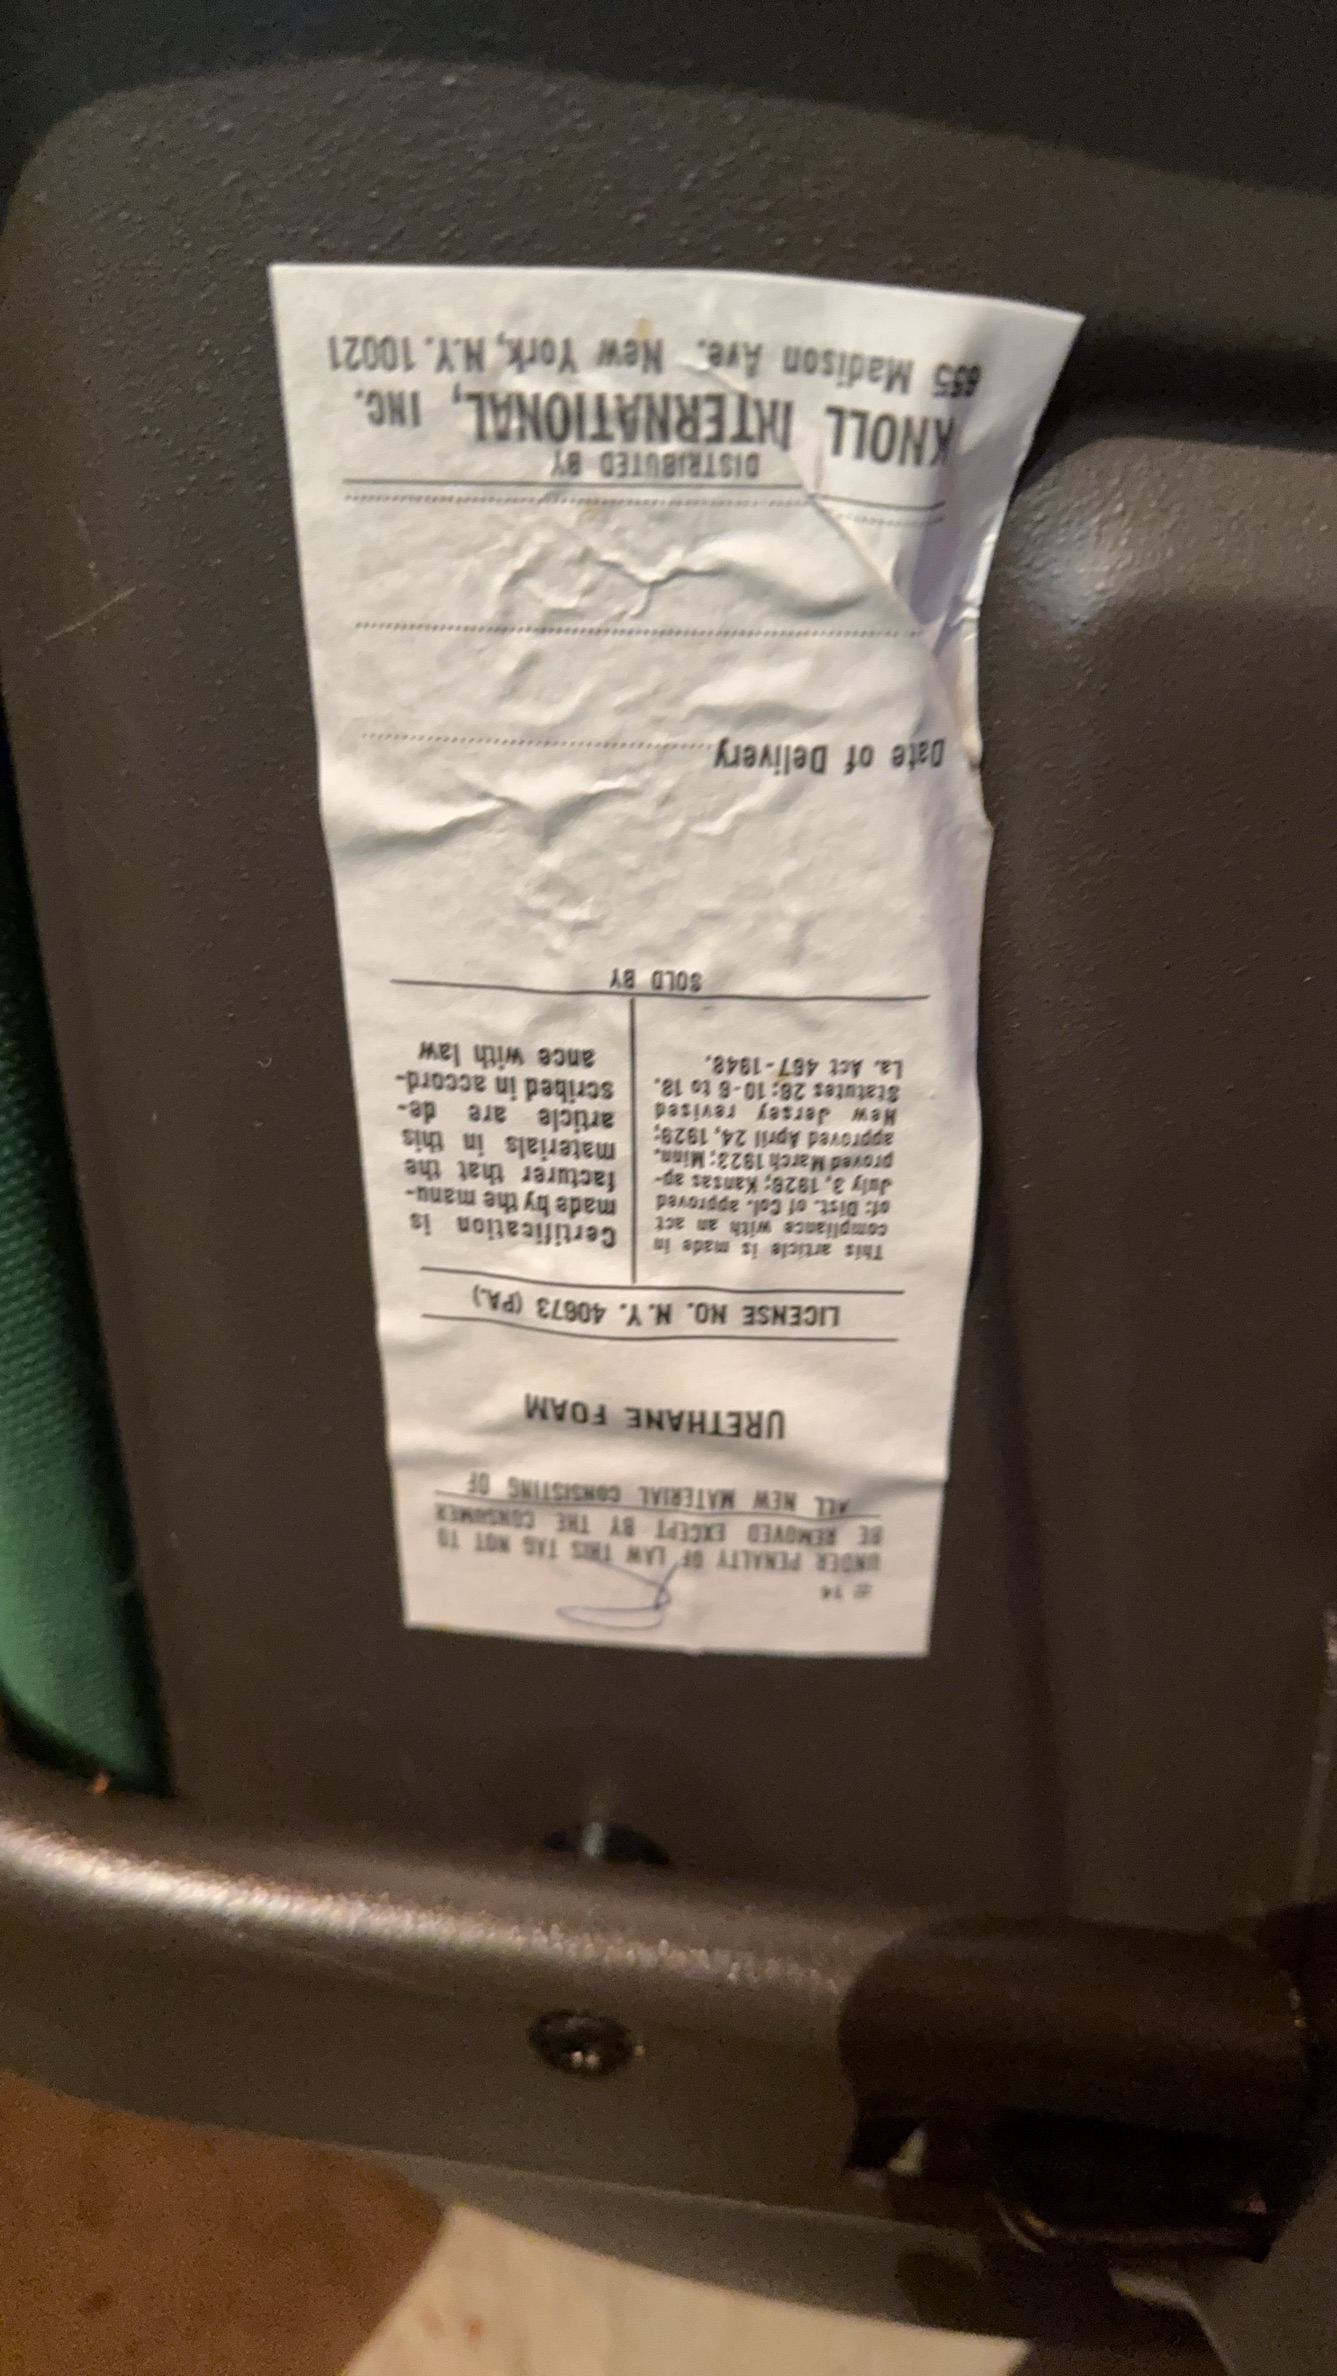 UNDER PENALTY OF LAW THIS TAG NOT TO
BE REMOVED EXCEPT BY THE CONSUMER
ALL NEW MATERIAL CONSISTING OF
URETHANE FOAM
LICENSE NO. N.Y. 40673 (PA.)
This article is made in
compliance with an act
of: Dist. of Col. approved
July 3, 1926; Kansas ap-
proved March 1923; Minn.
approved April 24, 1929;
New Jersey revised
Statutes 26: 10-6 to 18.
La. Act 467-1948.
Certification is
made by the manu-
facturer that the
materials in this
article are de-
scribed in accord-
ance with law
SOLD BY
Date of Delivery
DISTRIBUTED BY
KNOLL INTERNATIONAL, INC.
655 Madison Ave. New York, N.Y. 10021